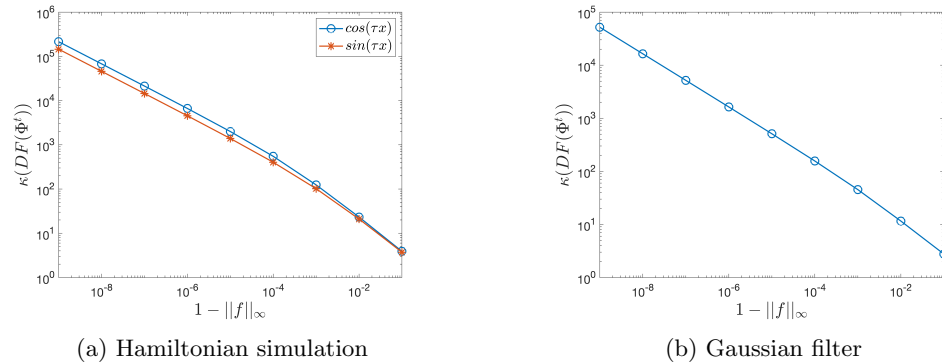 10^6
10^5
10^4
10^3
10^2
10^1
10^0
κ(DF(Φ^t))
cos(τx)
sin(τx)
10^-8 10^-6 10^-4 10^-2
1 − ||f||_∞
(a) Hamiltonian simulation
10^5
10^4
10^3
10^2
10^1
10^0
κ(DF(Φ^t))
10^-8 10^-6 10^-4 10^-2
1 − ||f||_∞
(b) Gaussian filter